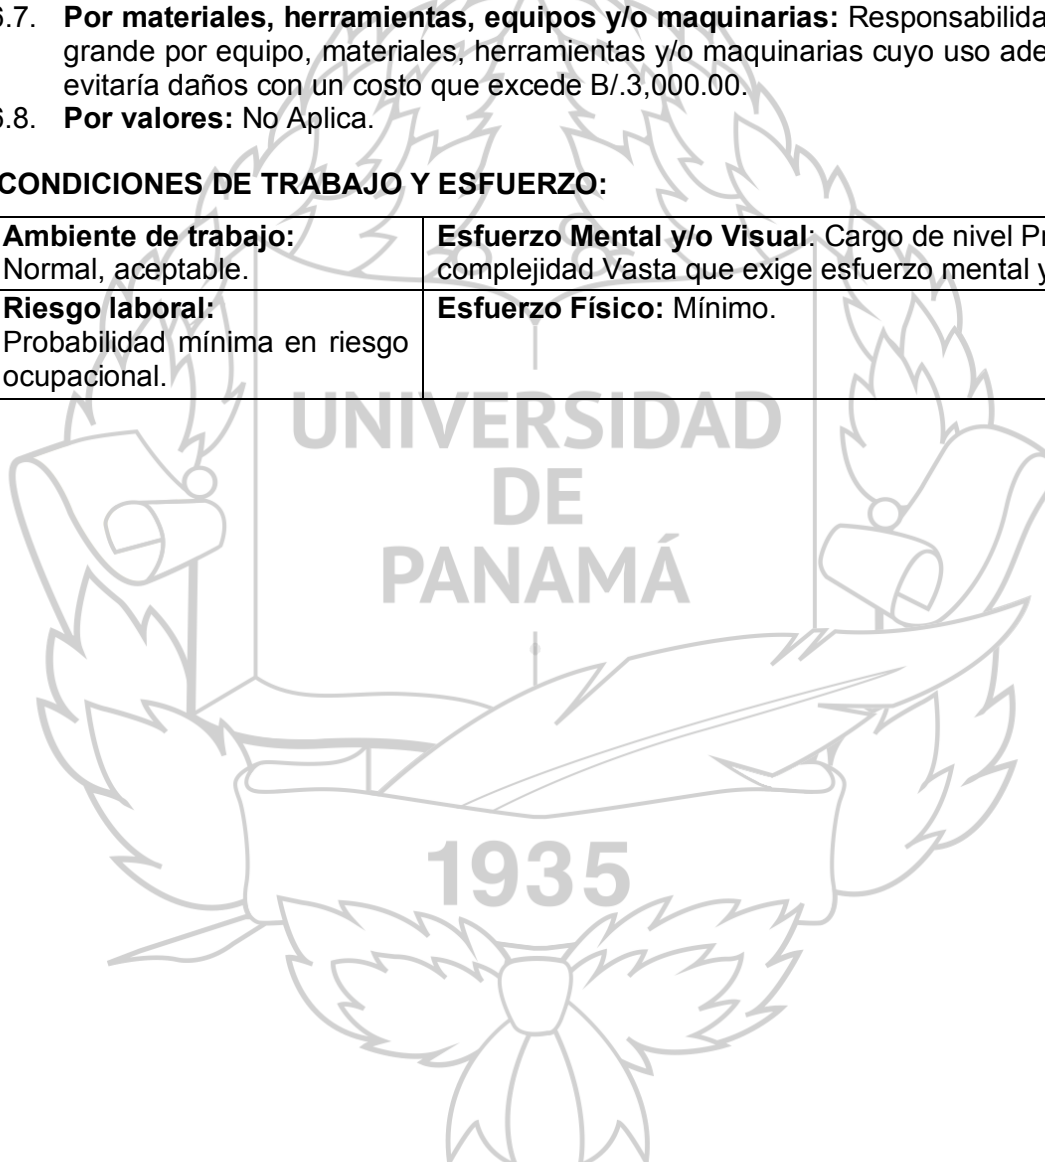 6.7. Por materiales, herramientas, equipos y/o maquinarias: Responsabilida
grande por equipo, materiales, herramientas y/o maquinarias cuyo uso ade
evitaría daños con un costo que excede B/.3,000.00.
6.8. Por valores: No Aplica.
CONDICIONES DE TRABAJO Y ESFUERZO:
Ambiente de trabajo:
Normal, aceptable.
Esfuerzo Mental y/o Visual: Cargo de nivel Pr
complejidad Vasta que exige esfuerzo mental y
Riesgo laboral:
Probabilidad mínima en riesgo
ocupacional.
Esfuerzo Físico: Mínimo.
UNIVERSIDAD
DE
PANAMÁ
1935